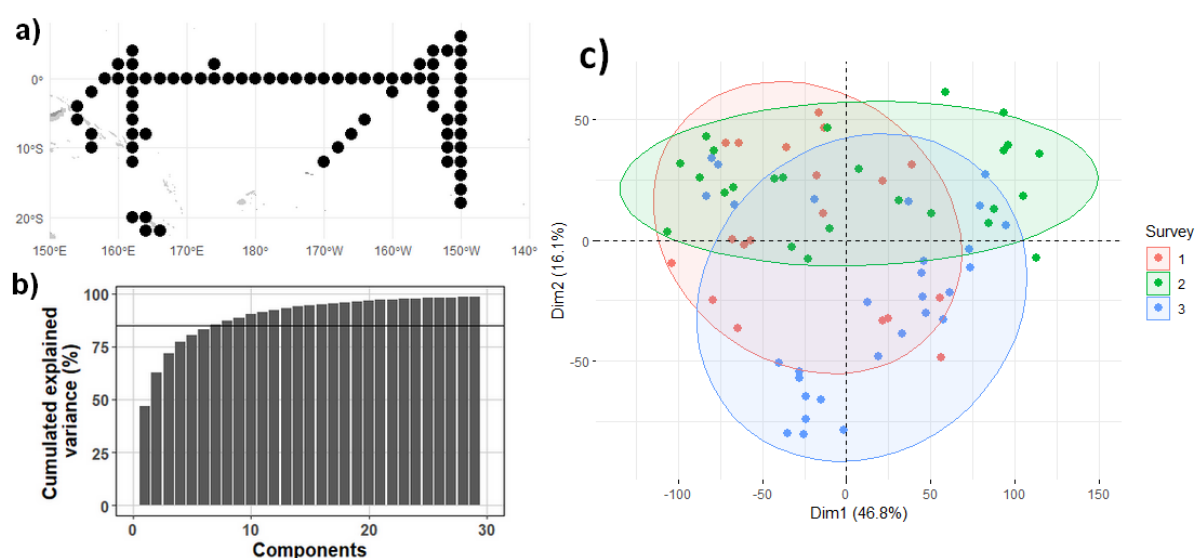 a)
0°
10°S
20°S
150°E 160°E 170°E 180° 170°W 160°W 150°W 140°
b)
Cumulated explained
variance (%)
100
75
50
25
0
0 10 20 30
Components
c)
Dim2 (16.1%)
50
0
-50
-100 -50 0 50 100 150
Dim1 (46.8%)
Survey
1
2
3